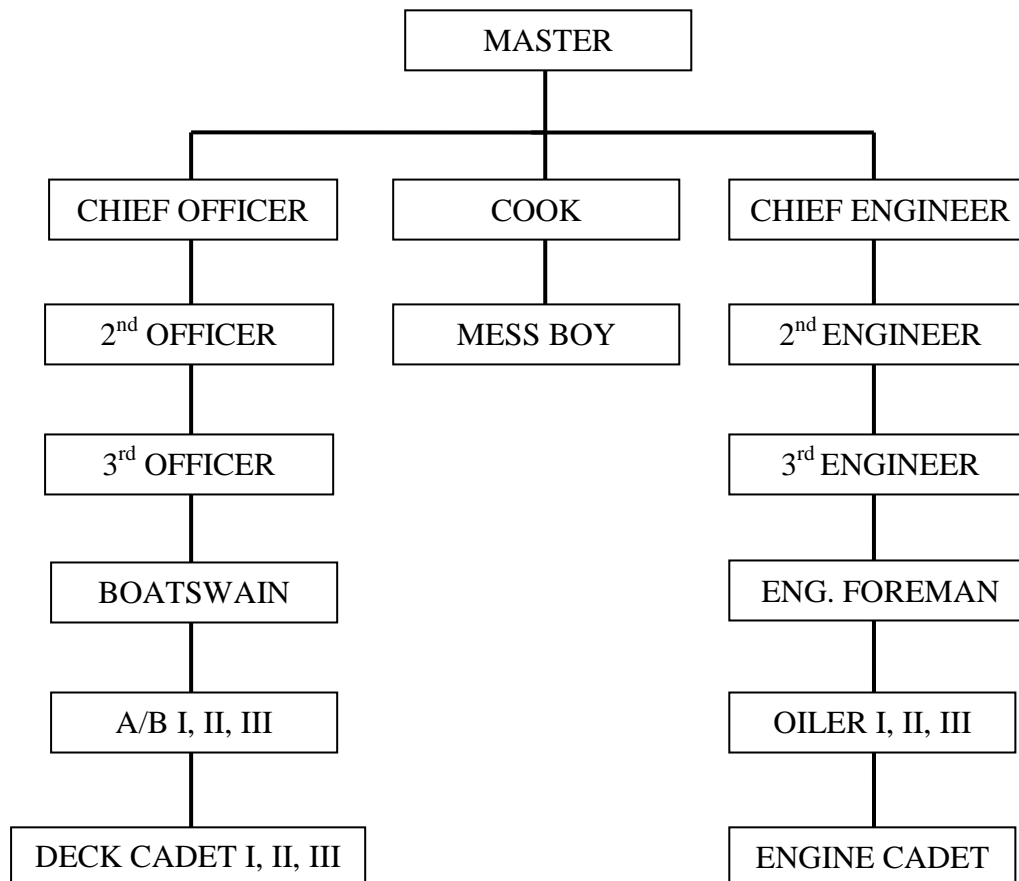 MASTER
CHIEF OFFICER
COOK
CHIEF ENGINEER
2nd OFFICER
MESS BOY
2nd ENGINEER
3rd OFFICER
3rd ENGINEER
BOATSWAIN
ENG. FOREMAN
A/B I, II, III
OILER I, II, III
DECK CADET I, II, III
ENGINE CADET